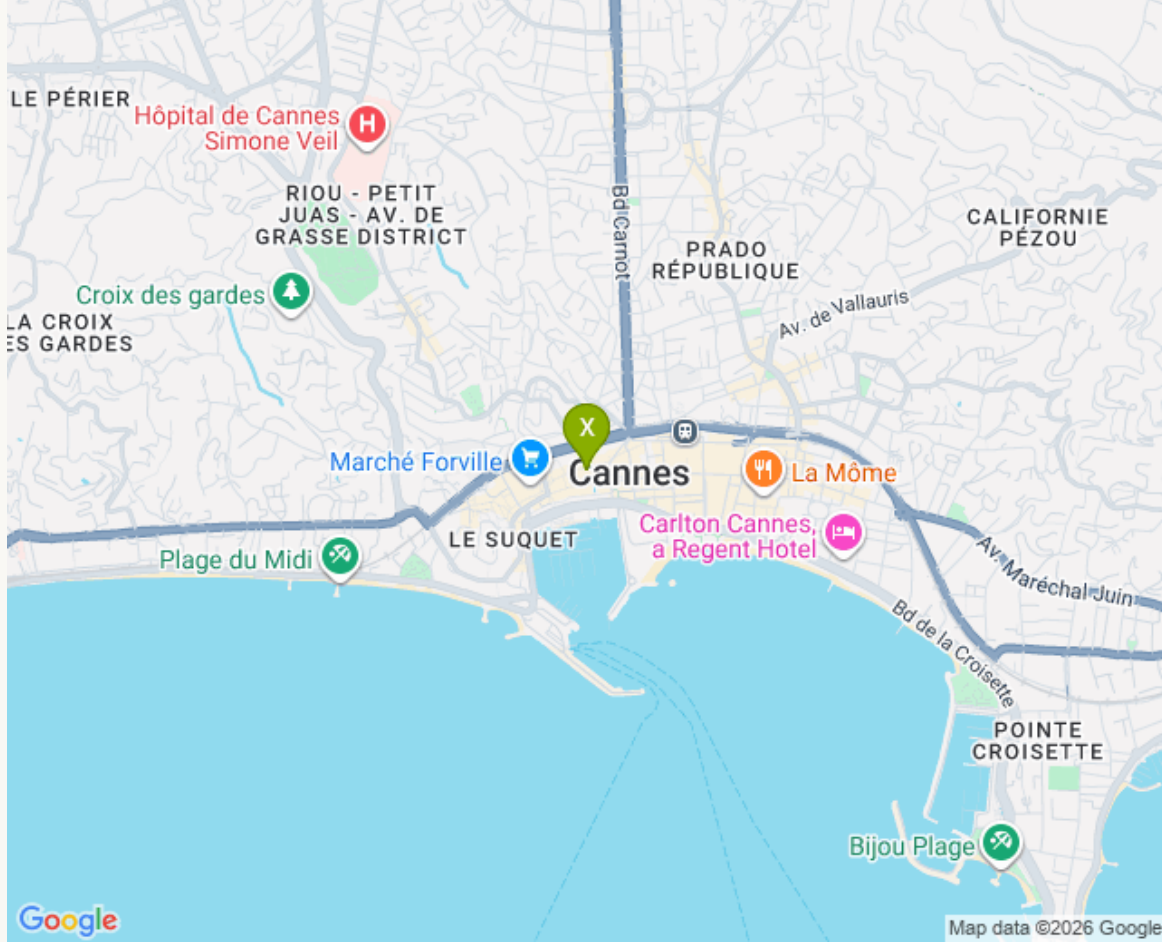 LE PÉRIER
Hôpital de Cannes
Simone Veil
H
RIOU - PETIT
JUAS - AV. DE
GRASSE DISTRICT
Bd Carnot
CALIFORNIE
PÉZOU
PRADO
RÉPUBLIQUE
Croix des gardes
Av. de Vallauris
LA CROIX
ES GARDES
X
Marché Forville
Cannes
La Môme
LE SUQUET
Carlton Cannes,
a Regent Hotel
Plage du Midi
Av. Maréchal Juin
Bd de la Croisette
POINTE
CROISETTE
Bijou Plage
Google
Map data ©2026 Google